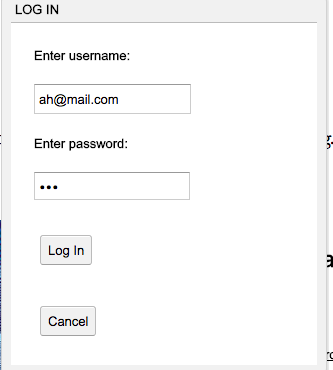 LOG IN
Enter username:
ah@mail.com
Enter password:
•••
Log In
Cancel